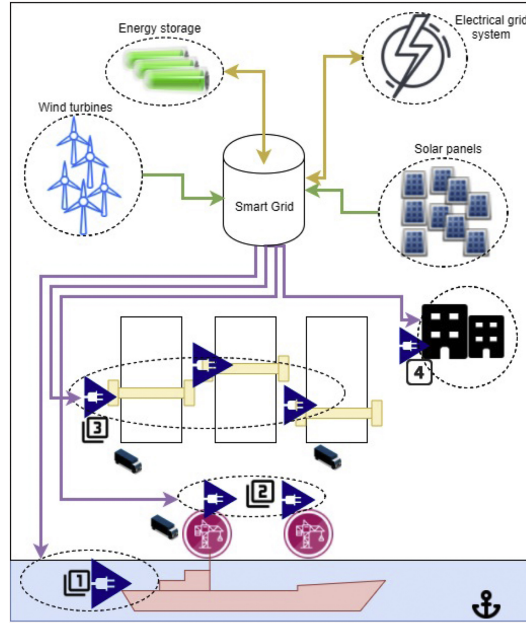 Energy storage
Electrical grid
system
Wind turbines
Solar panels
Smart Grid
4
3
2
1